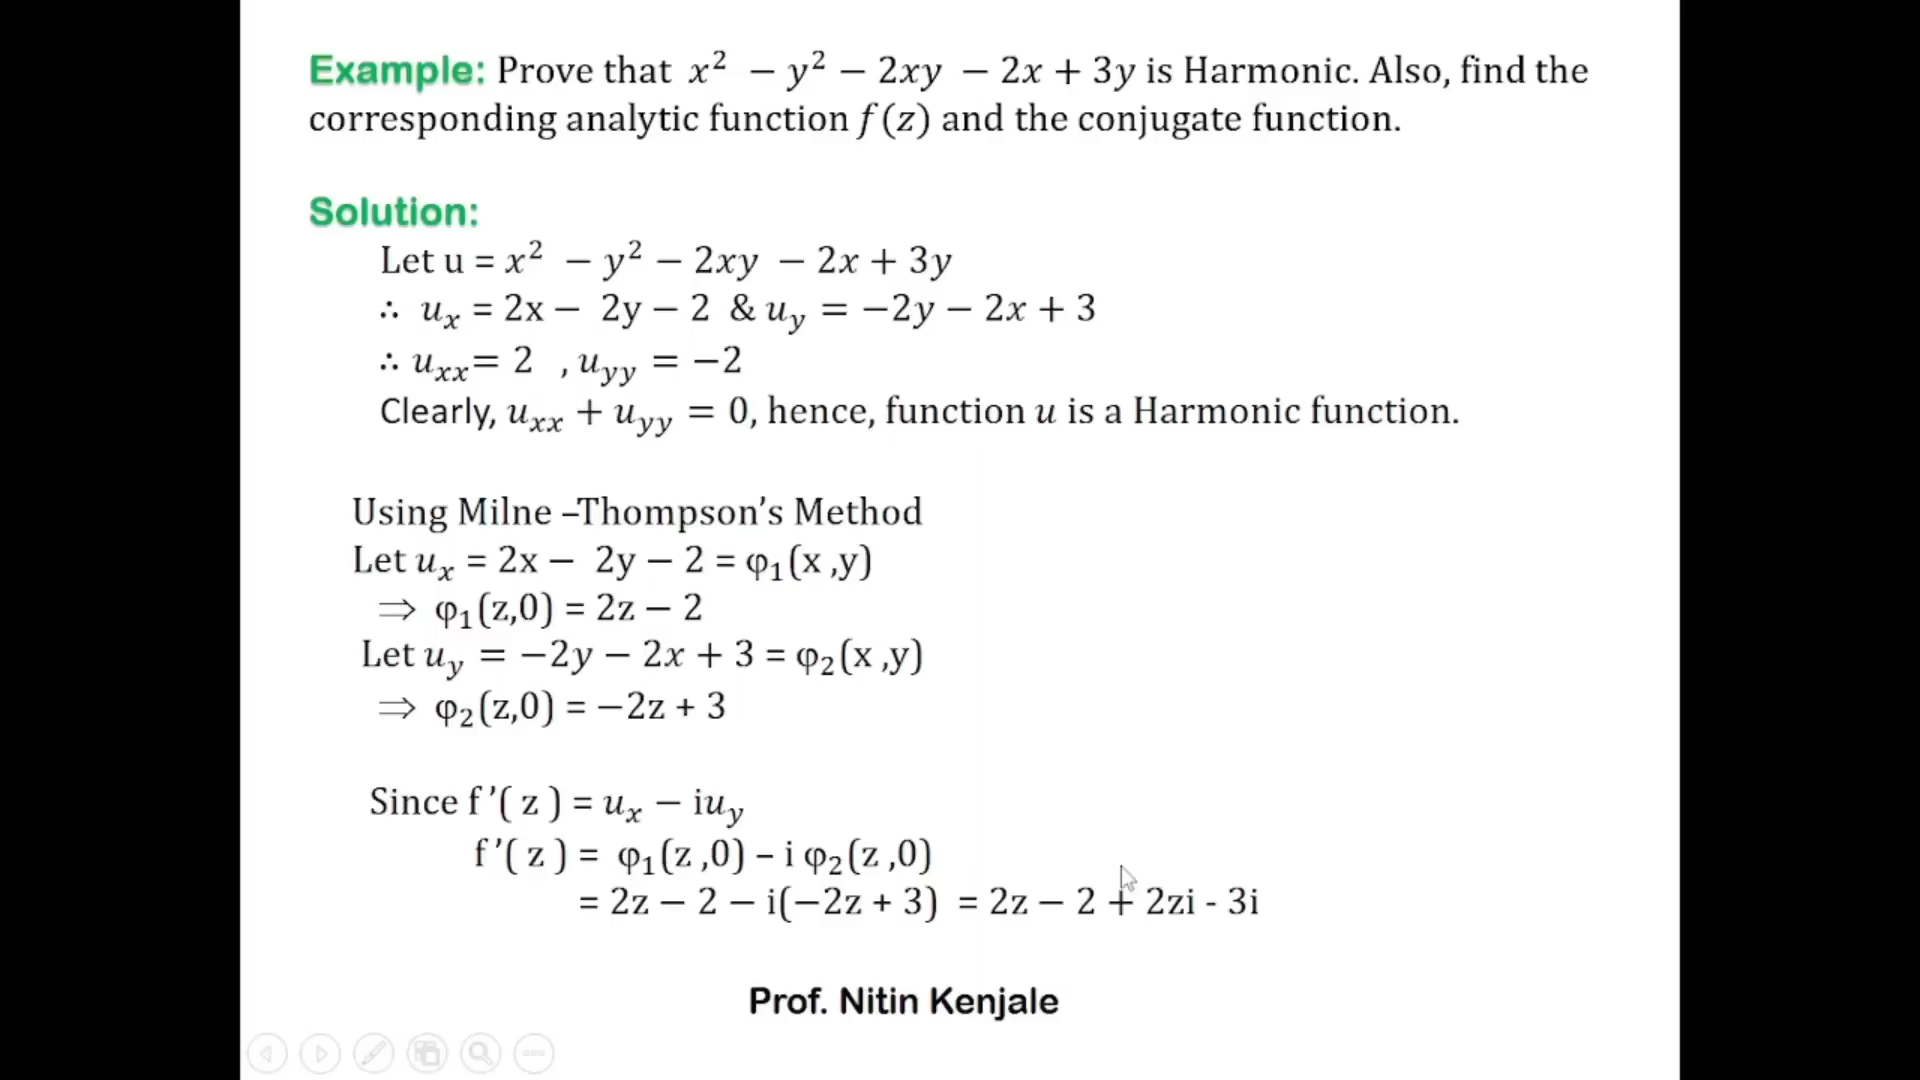 Example: Prove that x² − y² − 2xy − 2x + 3y is Harmonic. Also, find the
corresponding analytic function f(z) and the conjugate function.
Solution:
Let u = x² − y² − 2xy − 2x + 3y
∴ uₓ = 2x − 2y − 2 & u_y = −2y − 2x + 3
∴ uₓₓ= 2 , u_yy = −2
Clearly, uₓₓ + u_yy = 0, hence, function u is a Harmonic function.
Using Milne –Thompson’s Method
Let uₓ = 2x − 2y − 2 = φ₁(x ,y)
⟹ φ₁(z,0) = 2z − 2
Let u_y = −2y − 2x + 3 = φ₂(x ,y)
⟹ φ₂(z,0) = −2z + 3
Since f ’( z ) = uₓ − iu_y
f ’( z ) = φ₁(z ,0) – i φ₂(z ,0)
= 2z − 2 − i(−2z + 3) = 2z − 2 + 2zi - 3i
Prof. Nitin Kenjale